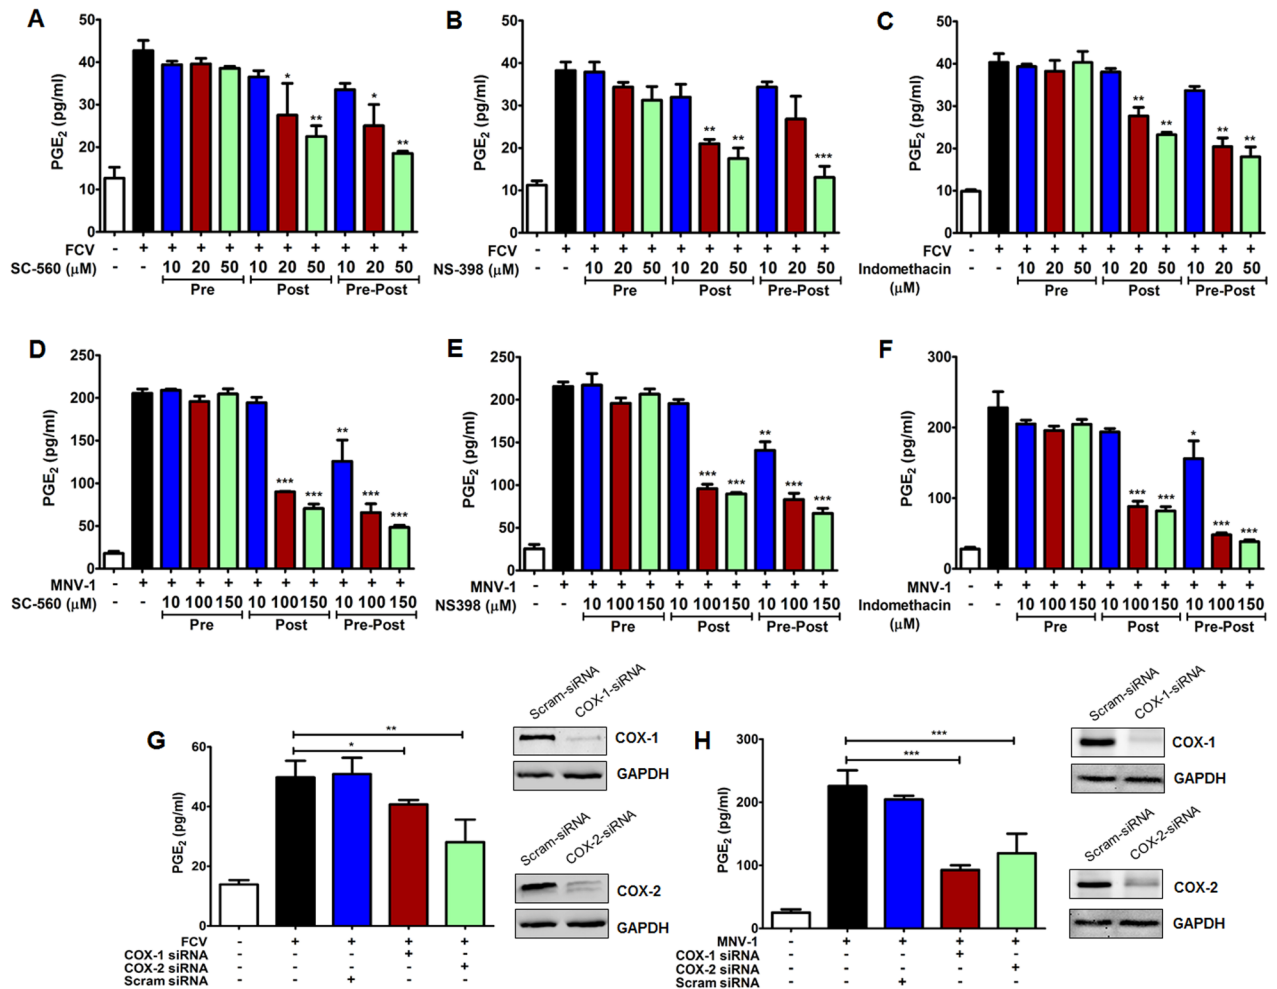 A
50
40
30
20
10
0
PGE2 (pg/ml)
* ** * **
FCV - + + + + + + + + + +
SC-560 (μM) - - 10 20 50 10 20 50 10 20 50
Pre Post Pre-Post
B
50
40
30
20
10
0
PGE2 (pg/ml)
** ** ***
FCV - + + + + + + + + + +
NS-398 (μM) - - 10 20 50 10 20 50 10 20 50
Pre Post Pre-Post
C
50
40
30
20
10
0
PGE2 (pg/ml)
** ** ** **
FCV - + + + + + + + + + +
Indomethacin - - 10 20 50 10 20 50 10 20 50
(μM) Pre Post Pre-Post
D
250
200
150
100
50
0
PGE2 (pg/ml)
*** *** ** *** ***
MNV-1 - + + + + + + + + + +
SC-560 (μM) - - 10 100 150 10 100 150 10 100 150
Pre Post Pre-Post
E
250
200
150
100
50
0
PGE2 (pg/ml)
*** *** ** *** ***
MNV-1 - + + + + + + + + + +
NS398 (μM) - - 10 100 150 10 100 150 10 100 150
Pre Post Pre-Post
F
300
200
100
0
PGE2 (pg/ml)
*** *** * *** ***
MNV-1 - + + + + + + + + + +
Indomethacin - - 10 100 150 10 100 150 10 100 150
(μM) Pre Post Pre-Post
G
60
40
20
0
PGE2 (pg/ml)
**
*
FCV - + + + +
COX-1 siRNA - +
COX-2 siRNA - +
Scram siRNA - +
Scram-siRNA COX-1-siRNA
COX-1
GAPDH
Scram-siRNA COX-2-siRNA
COX-2
GAPDH
H
300
200
100
0
PGE2 (pg/ml)
***
***
MNV-1 - + + + +
COX-1 siRNA - +
COX-2 siRNA - +
Scram siRNA - +
Scram-siRNA COX-1-siRNA
COX-1
GAPDH
Scram-siRNA COX-2-siRNA
COX-2
GAPDH